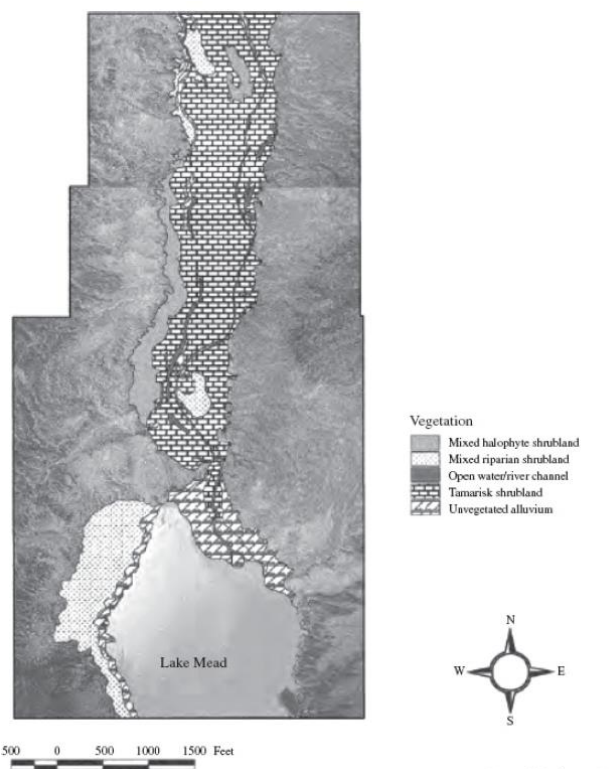 Vegetation
Mixed halophyte shrubland
Mixed riparian shrubland
Open water/river channel
Tamarisk shrubland
Unvegetated alluvium
N
W E
S
Lake Mead
500 0 500 1000 1500 Feet